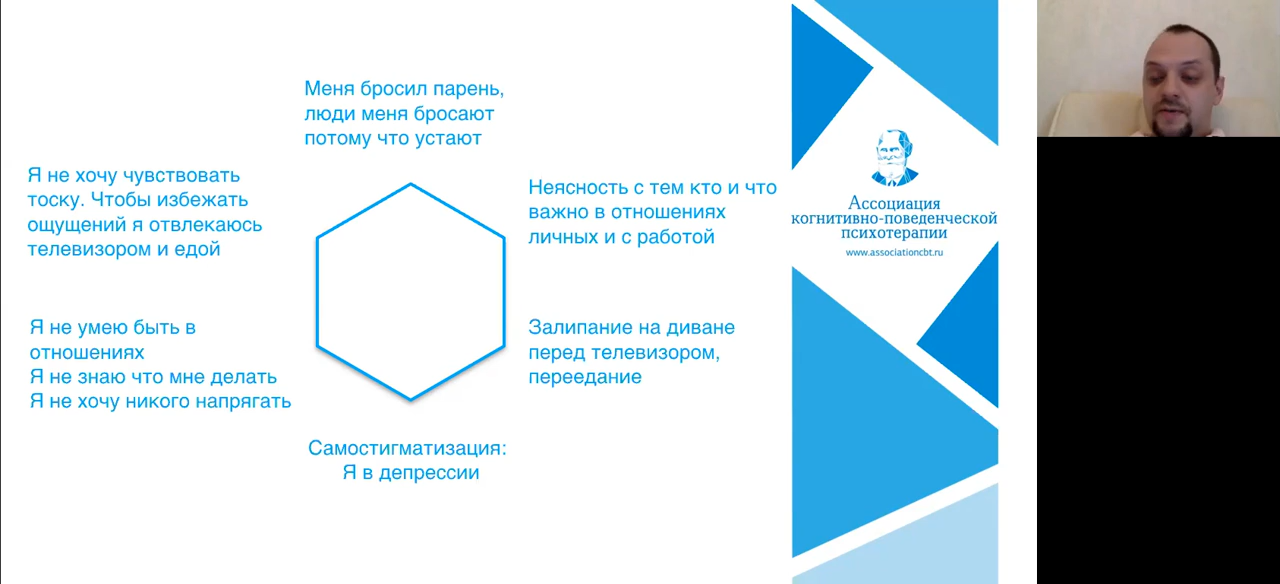 Меня бросил парень,
люди меня бросают
потому что устают
Я не хочу чувствовать
тоску. Чтобы избежать
ощущений я отвлекаюсь
телевизором и едой
Неясность с тем кто и что
важно в отношениях
личных и с работой
Я не умею быть в
отношениях
Я не знаю что мне делать
Я не хочу никого напрягать
Залипание на диване
перед телевизором,
переедание
Самостигматизация:
Я в депрессии
Ассоциация
когнитивно-поведенческой
психотерапии
www.associationcbt.ru